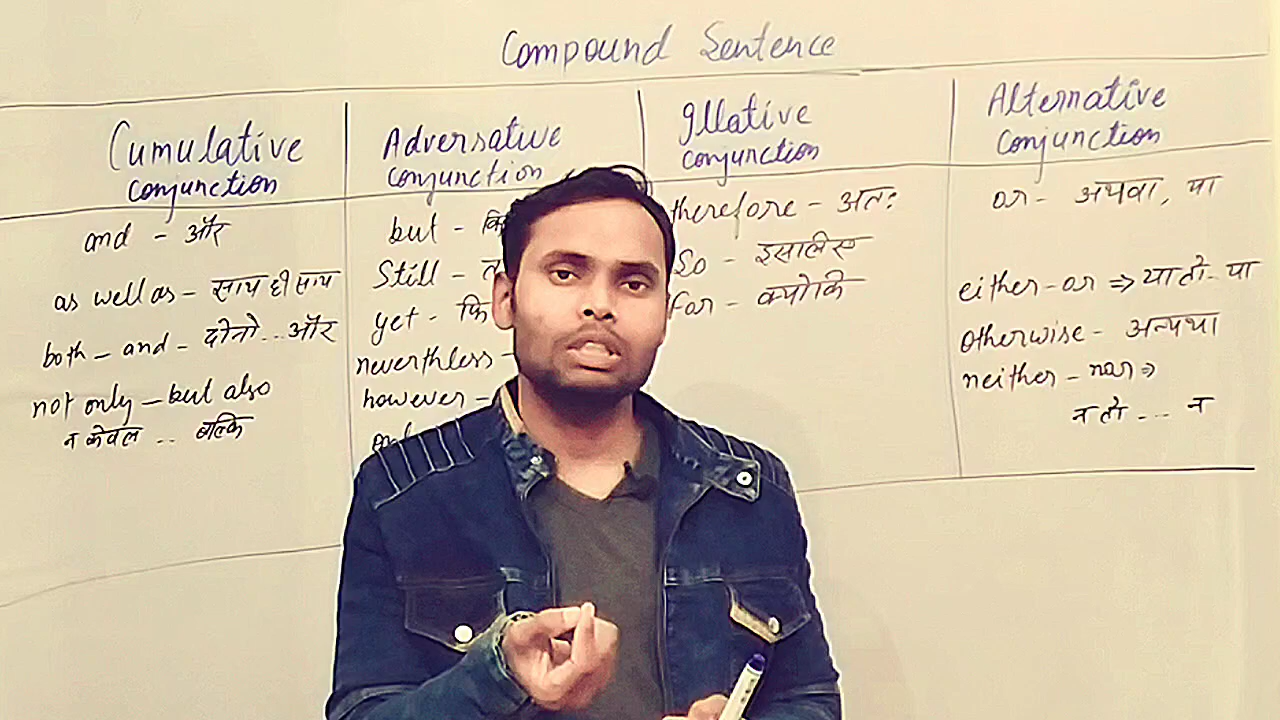 Compound Sentence
Cumulative
conjunction
and - और
as well as - साथ ही साथ
both - and - दोनो .. और
not only - but also
न केवल .. बल्कि
Adversative
conjunction
but -
Still -
yet -
nevertheless -
however -
Illative
conjunction
therefore - अतः
So - इसालिए
for - क्योकि
Alternative
conjunction
or - अथवा, या
either - or ⇒ या तो - या
otherwise - अन्यथा
neither - nor ⇒
न तो ... न